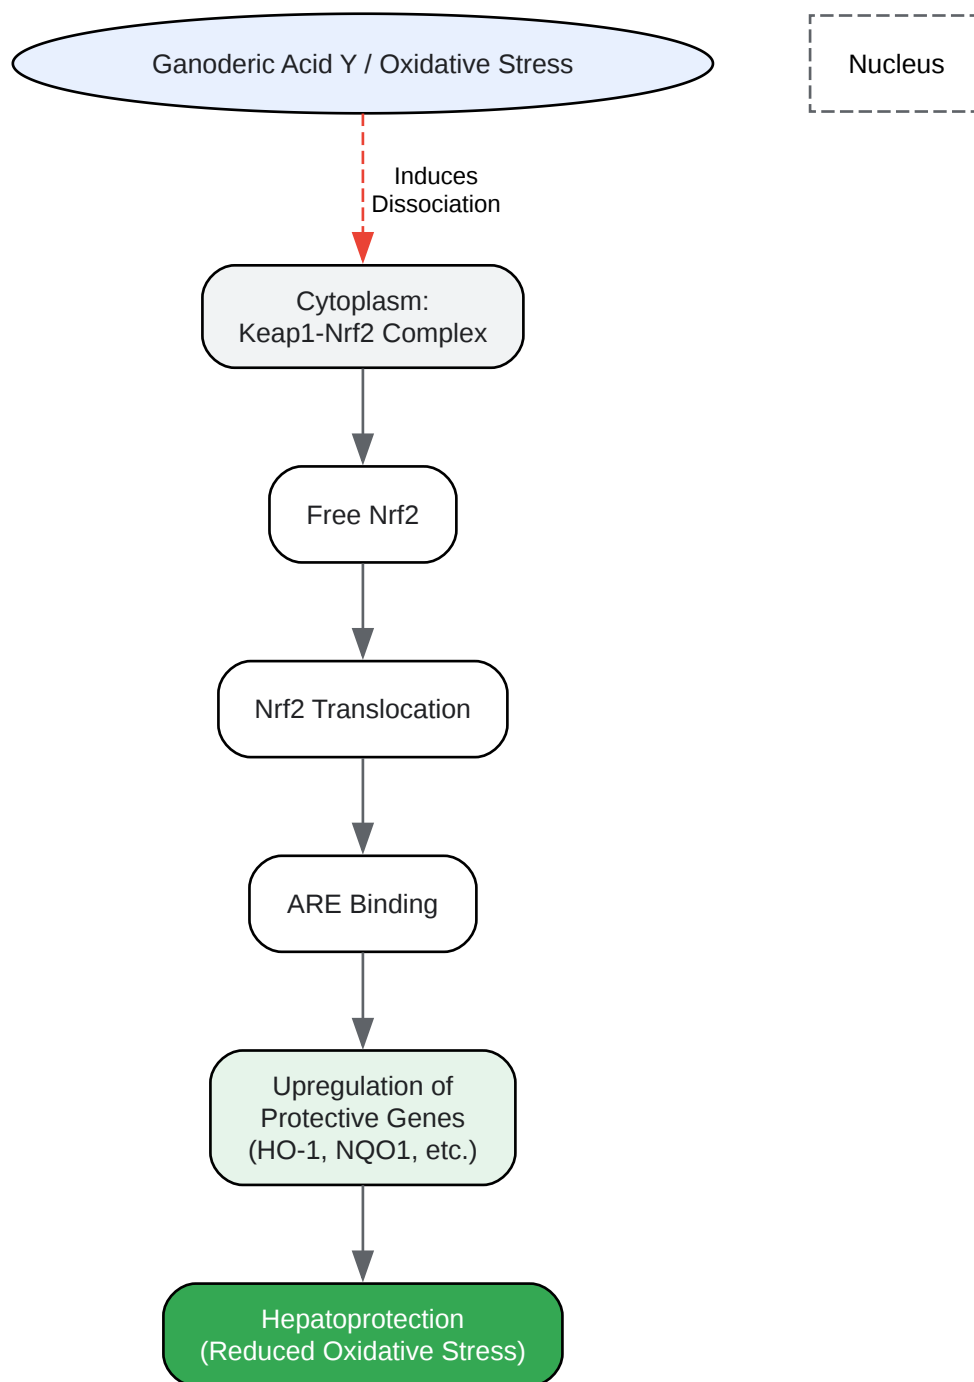 Ganoderic Acid Y / Oxidative Stress
Nucleus
Induces
Dissociation
Cytoplasm:
Keap1-Nrf2 Complex
Free Nrf2
Nrf2 Translocation
ARE Binding
Upregulation of
Protective Genes
(HO-1, NQO1, etc.)
Hepatoprotection
(Reduced Oxidative Stress)